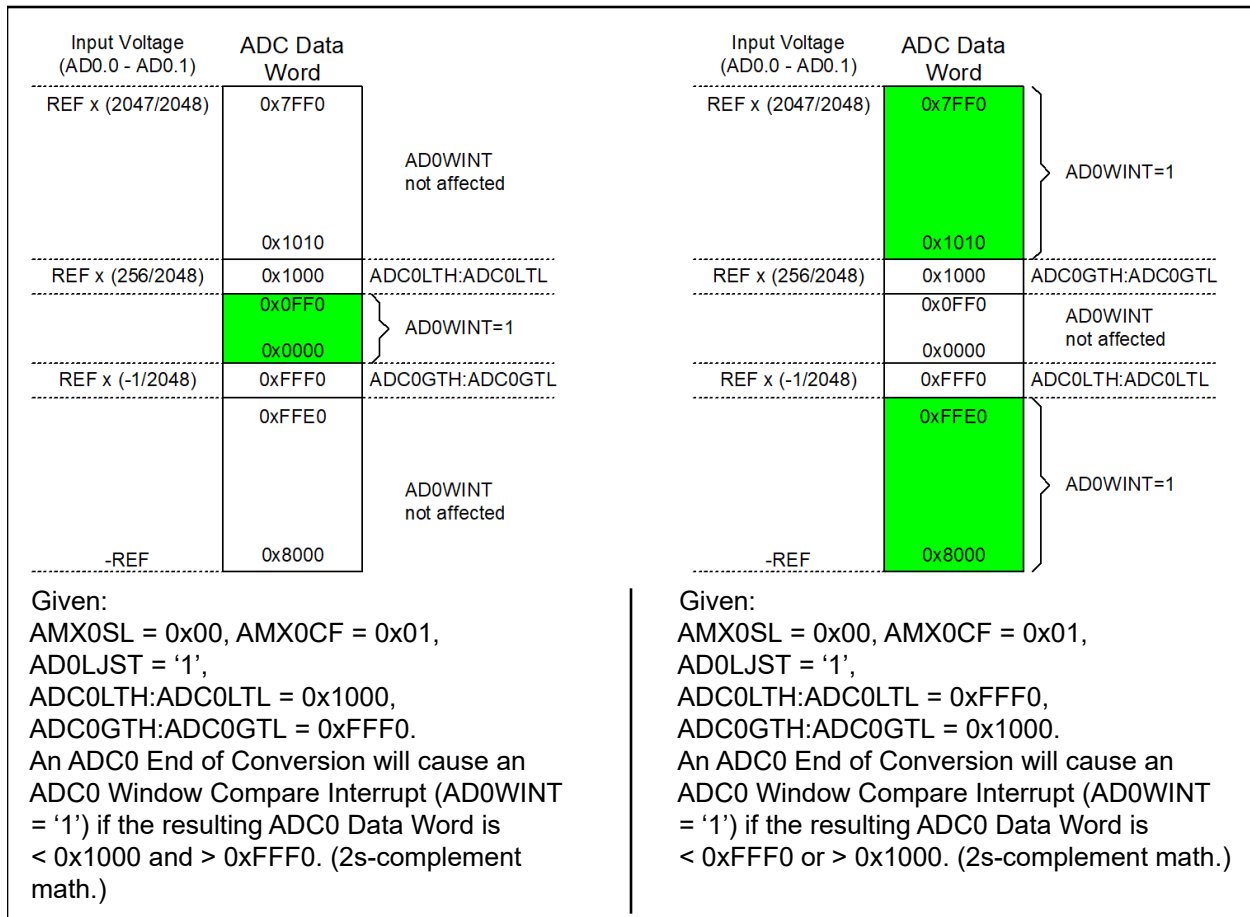 Input Voltage
(AD0.0 - AD0.1)
ADC Data
Word
REF x (2047/2048)
0x7FF0
AD0WINT
not affected
0x1010
REF x (256/2048)
0x1000
ADC0LTH:ADC0LTL
0x0FF0
AD0WINT=1
0x0000
REF x (-1/2048)
0xFFF0
ADC0GTH:ADC0GTL
0xFFE0
AD0WINT
not affected
-REF
0x8000
Given:
AMX0SL = 0x00, AMX0CF = 0x01,
AD0LJST = ‘1’,
ADC0LTH:ADC0LTL = 0x1000,
ADC0GTH:ADC0GTL = 0xFFF0.
An ADC0 End of Conversion will cause an
ADC0 Window Compare Interrupt (AD0WINT
= ‘1’) if the resulting ADC0 Data Word is
< 0x1000 and > 0xFFF0. (2s-complement
math.)
Input Voltage
(AD0.0 - AD0.1)
ADC Data
Word
REF x (2047/2048)
0x7FF0
AD0WINT=1
0x1010
REF x (256/2048)
0x1000
ADC0GTH:ADC0GTL
0x0FF0
AD0WINT
not affected
0x0000
REF x (-1/2048)
0xFFF0
ADC0LTH:ADC0LTL
0xFFE0
AD0WINT=1
-REF
0x8000
Given:
AMX0SL = 0x00, AMX0CF = 0x01,
AD0LJST = ‘1’,
ADC0LTH:ADC0LTL = 0xFFF0,
ADC0GTH:ADC0GTL = 0x1000.
An ADC0 End of Conversion will cause an
ADC0 Window Compare Interrupt (AD0WINT
= ‘1’) if the resulting ADC0 Data Word is
< 0xFFF0 or > 0x1000. (2s-complement math.)